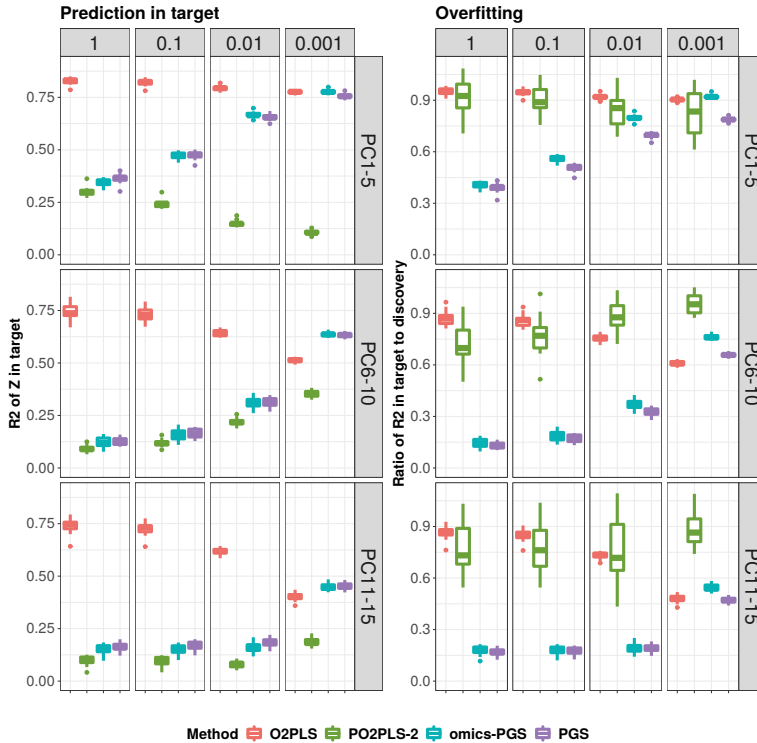 Prediction in target
Overfitting
1
0.1
0.01
0.001
1
0.1
0.01
0.001
0.75
0.50
0.25
0.00
PC1-5
0.9
0.6
0.3
0.0
PC1-5
R2 of Z in target
0.75
0.50
0.25
0.00
PC6-10
Ratio of R2 in target to discovery
0.9
0.6
0.3
0.0
PC6-10
0.75
0.50
0.25
0.00
PC11-15
0.9
0.6
0.3
0.0
PC11-15
Method O2PLS PO2PLS-2 omics-PGS PGS